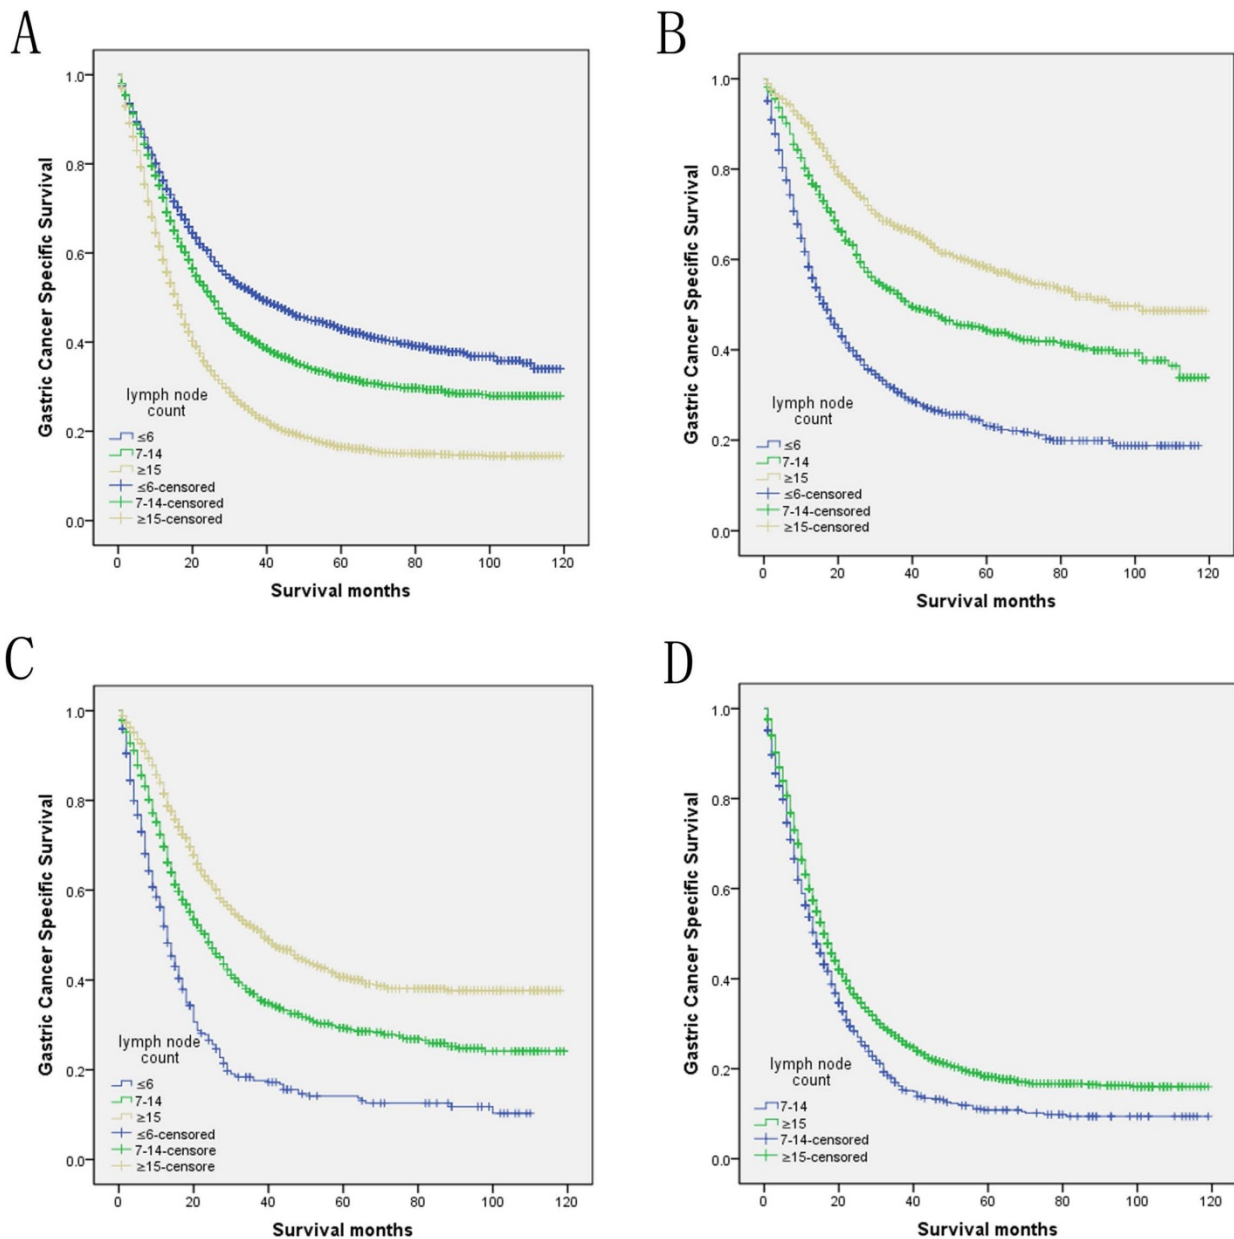 A
1.0
0.8
0.6
0.4
0.2
0.0
Gastric Cancer Specific Survival
lymph node
count
≤6
7-14
≥15
≤6-censored
7-14-censored
≥15-censored
0 20 40 60 80 100 120
Survival months
B
1.0
0.8
0.6
0.4
0.2
0.0
Gastric Cancer Specific Survival
lymph node
count
≤6
7-14
≥15
≤6-censored
7-14-censored
≥15-censored
0 20 40 60 80 100 120
Survival months
C
1.0
0.8
0.6
0.4
0.2
0.0
Gastric Cancer Specific Survival
lymph node
count
≤6
7-14
≥15
≤6-censored
7-14-censore
≥15-censore
0 20 40 60 80 100 120
Survival months
D
1.0
0.8
0.6
0.4
0.2
0.0
Gastric Cancer Specific Survival
lymph node
count
7-14
≥15
7-14-censored
≥15-censored
0 20 40 60 80 100 120
Survival months